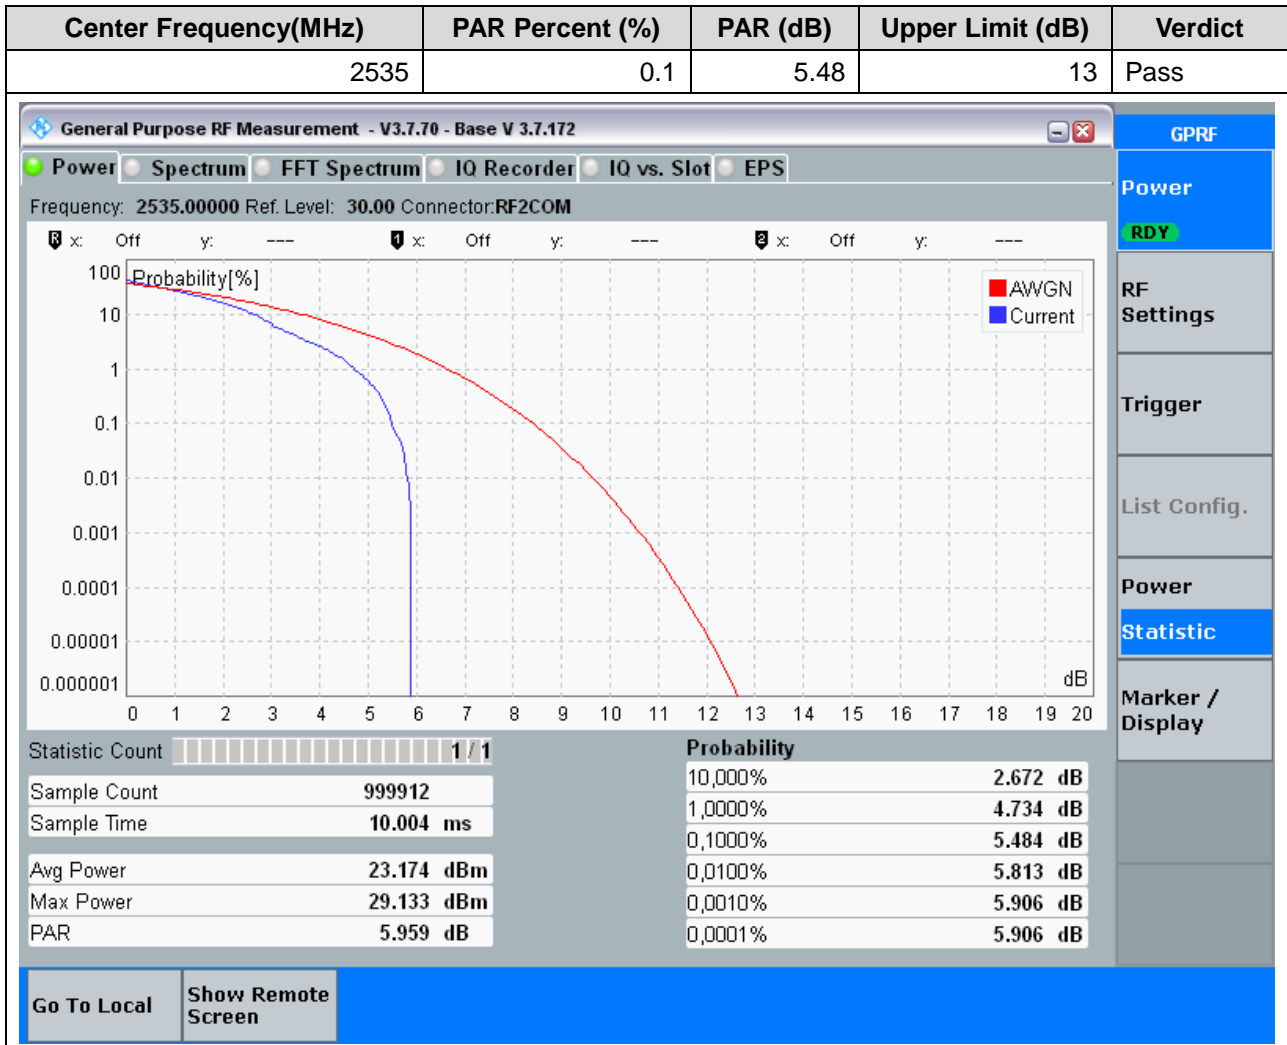 Center Frequency(MHz) PAR Percent (%) PAR (dB) Upper Limit (dB) Verdict
2535 0.1 5.48 13 Pass
General Purpose RF Measurement - V3.7.70 - Base V 3.7.172
GPRF
Power Spectrum FFT Spectrum IQ Recorder IQ vs. Slot EPS
Power
RDY
Frequency: 2535.00000 Ref. Level: 30.00 Connector:RF2COM
R x: Off y: --- 1 x: Off y: --- 2 x: Off y: ---
Probability[%]
AWGN
Current
100
10
1
0.1
0.01
0.001
0.0001
0.00001
0.000001
dB
0 1 2 3 4 5 6 7 8 9 10 11 12 13 14 15 16 17 18 19 20
RF
Settings
Trigger
List Config.
Power
Statistic
Marker /
Display
Statistic Count 1 / 1
Sample Count 999912
Sample Time 10.004 ms
Avg Power 23.174 dBm
Max Power 29.133 dBm
PAR 5.959 dB
Probability
10,000% 2.672 dB
1,0000% 4.734 dB
0,1000% 5.484 dB
0,0100% 5.813 dB
0,0010% 5.906 dB
0,0001% 5.906 dB
Go To Local
Show Remote
Screen